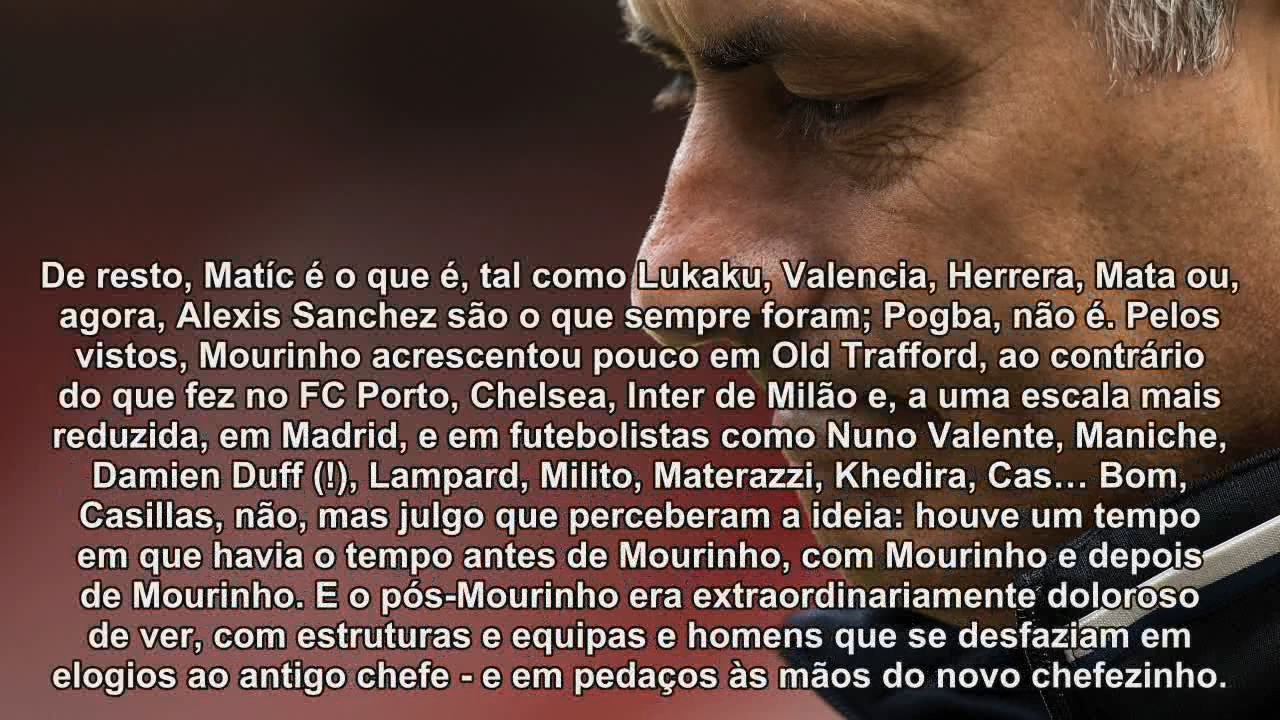 De resto, Matíc é o que é, tal como Lukaku, Valencia, Herrera, Mata ou,
agora, Alexis Sanchez são o que sempre foram; Pogba, não é. Pelos
vistos, Mourinho acrescentou pouco em Old Trafford, ao contrário
do que fez no FC Porto, Chelsea, Inter de Milão e, a uma escala mais
reduzida, em Madrid, e em futebolistas como Nuno Valente, Maniche,
Damien Duff (!), Lampard, Milito, Materazzi, Khedira, Cas… Bom,
Casillas, não, mas julgo que perceberam a ideia: houve um tempo
em que havia o tempo antes de Mourinho, com Mourinho e depois
de Mourinho. E o pós-Mourinho era extraordinariamente doloroso
de ver, com estruturas e equipas e homens que se desfaziam em
elogios ao antigo chefe - e em pedaços às mãos do novo chefezinho.